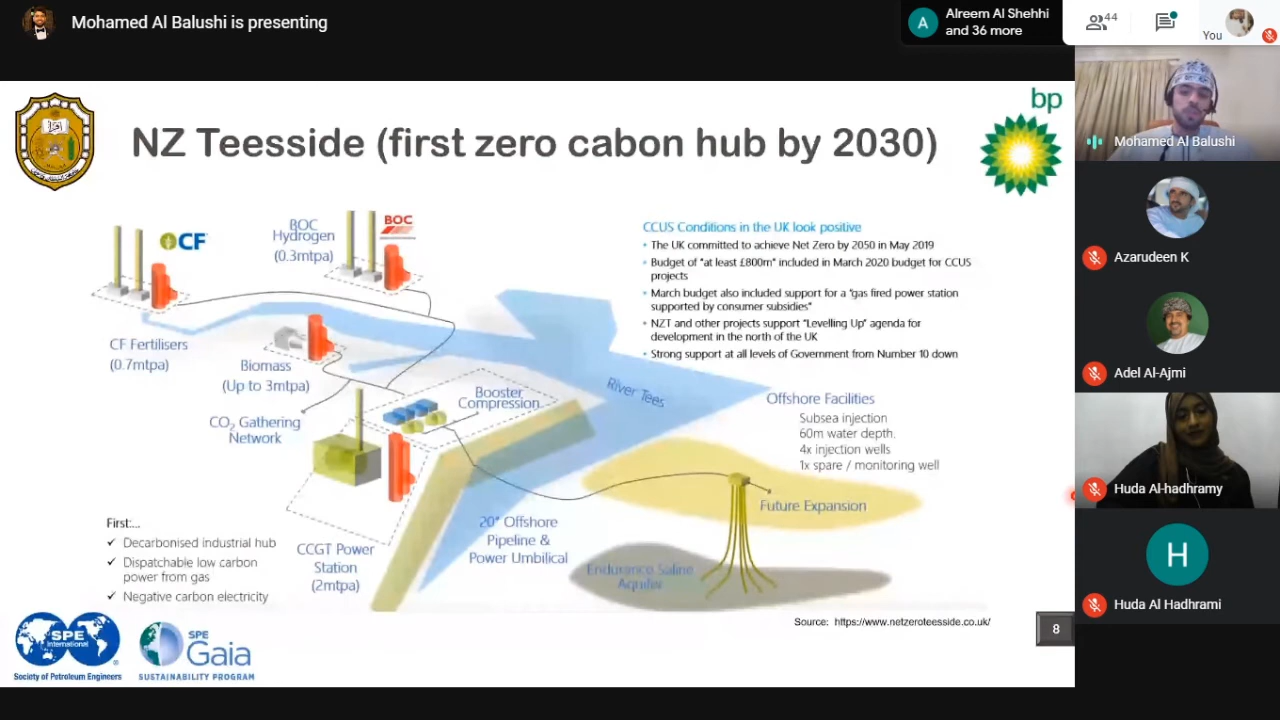 Mohamed Al Balushi is presenting
A
Alreem Al Shehhi
and 36 more
44
You
NZ Teesside (first zero cabon hub by 2030)
bp
Mohamed Al Balushi
Azarudeen K
Adel Al-Ajmi
Huda Al-hadhramy
H
Huda Al Hadhrami
CF
BOC
Hydrogen
(0.3mtpa)
BOC
CF Fertilisers
(0.7mtpa)
Biomass
(Up to 3mtpa)
CO₂ Gathering
Network
Booster
Compression
River Tees
CCUS Conditions in the UK look positive
• The UK committed to achieve Net Zero by 2050 in May 2019
• Budget of "at least £800m" included in March 2020 budget for CCUS
projects
• March budget also included support for a "gas fired power station
supported by consumer subsidies"
• NZT and other projects support "Levelling Up" agenda for
development in the north of the UK
• Strong support at all levels of Government from Number 10 down
Offshore Facilities
Subsea injection
60m water depth.
4x injection wells
1x spare / monitoring well
Future Expansion
20" Offshore
Pipeline &
Power Umbilical
Endurance Saline
Aquifer
CCGT Power
Station
(2mtpa)
First:...
✓ Decarbonised industrial hub
✓ Dispatchable low carbon
power from gas
✓ Negative carbon electricity
Source: https://www.netzeroteesside.co.uk/
8
SPE
International
Society of Petroleum Engineers
SPE
Gaia
SUSTAINABILITY PROGRAM